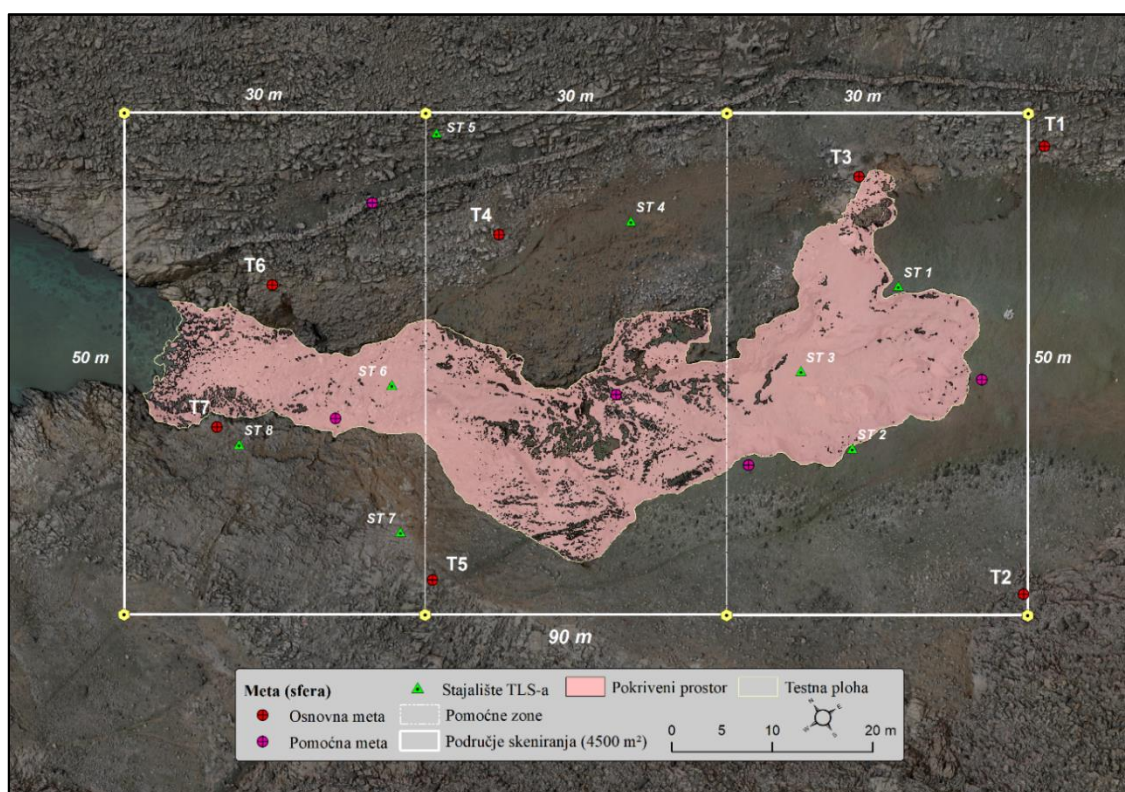 30 m
30 m
30 m
ST 5
T1
T3
T4
ST 4
T6
ST 1
50 m
50 m
ST 6
ST 3
T7
ST 8
ST 2
ST 7
T5
T2
90 m
Meta (sfera)
Osnovna meta
Pomoćna meta
Stajalište TLS-a
Pomoćne zone
Područje skeniranja (4500 m²)
Pokriveni prostor
Testna ploha
0 5 10 20 m